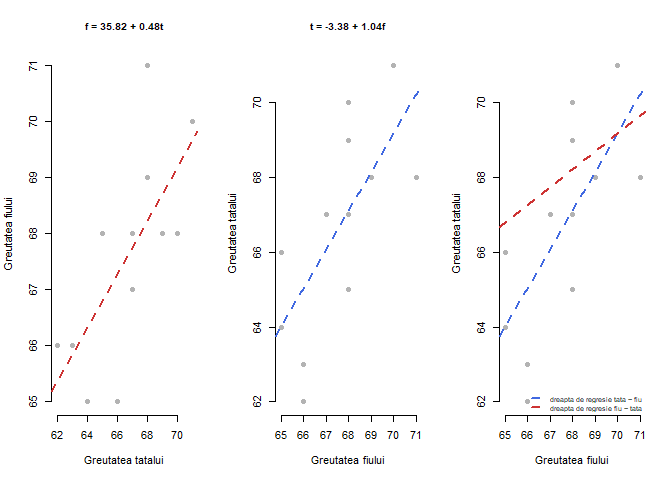 f = 35.82 + 0.48t
t = -3.38 + 1.04f
Greutatea fiului
71
70
69
68
67
66
65
62 64 66 68 70
Greutatea tatalui
Greutatea tatalui
70
68
66
64
62
65 66 67 68 69 70 71
Greutatea fiului
Greutatea tatalui
70
68
66
64
62
65 66 67 68 69 70 71
Greutatea fiului
dreapta de regresie tata − fiu
dreapta de regresie fiu − tata